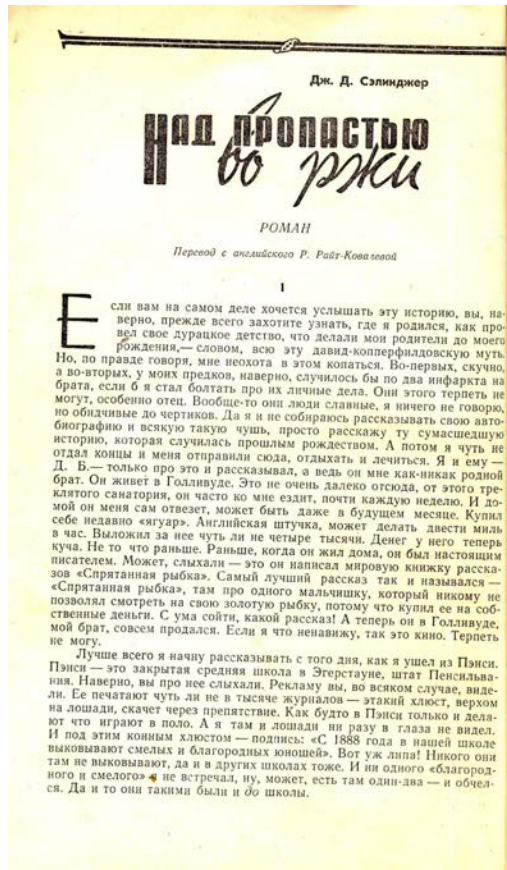 Дж. Д. Сэлинджер
НАД ПРОПАСТЬЮ
во ржи
РОМАН
Перевод с английского Р. Райт-Ковалевой
I
Если вам на самом деле хочется услышать эту историю, вы, на-
верно, прежде всего захотите узнать, где я родился, как про-
вел свое дурацкое детство, что делали мои родители до моего
рождения,— словом, всю эту давид-копперфилдовскую муть.
Но, по правде говоря, мне неохота в этом копаться. Во-первых, скучно,
а во-вторых, у моих предков, наверно, случилось бы по два инфаркта на
брата, если б я стал болтать про их личные дела. Они этого терпеть не
могут, особенно отец. Вообще-то они люди славные, я ничего не говорю,
но обидчивые до чертиков. Да я и не собираюсь рассказывать свою авто-
биографию и всякую такую чушь, просто расскажу ту сумасшедшую
историю, которая случилась прошлым рождеством. А потом я чуть не
отдал концы и меня отправили сюда, отдыхать и лечиться. Я и ему —
Д. Б.— только про это и рассказывал, а ведь он мне как-никак родной
брат. Он живет в Голливуде. Это не очень далеко отсюда, от этого тре-
клятого санатория, он часто ко мне ездит, почти каждую неделю. И до-
мой он меня сам отвезет, может быть даже в будущем месяце. Купил
себе недавно «ягуар». Английская штучка, может делать двести миль
в час. Выложил за нее чуть ли не четыре тысячи. Денег у него теперь
куча. Не то что раньше. Раньше, когда он жил дома, он был настоящим
писателем. Может, слыхали — это он написал мировую книжку расска-
зов «Спрятанная рыбка». Самый лучший рассказ так и назывался —
«Спрятанная рыбка», там про одного мальчишку, который никому не
позволял смотреть на свою золотую рыбку, потому что купил ее на соб-
ственные деньги. С ума сойти, какой рассказ! А теперь он в Голливуде,
мой брат, совсем продался. Если я что ненавижу, так это кино. Терпеть
не могу.
Лучше всего я начну рассказывать с того дня, как я ушел из Пэнси.
Пэнси — это закрытая средняя школа в Эгерстауне, штат Пенсильва-
ния. Наверно, вы про нее слыхали. Рекламу вы, во всяком случае, виде-
ли. Ее печатают чуть ли не в тысяче журналов — этакий хлюст, верхом
на лошади, скачет через препятствие. Как будто в Пэнси только и дела-
ют что играют в поло. А я там и лошади ни разу в глаза не видел.
И под этим конным хлюстом — подпись: «С 1888 года в нашей школе
выковывают смелых и благородных юношей». Вот уж липа! Никого они
там не выковывают, да и в других школах тоже. И ни одного «благород-
ного и смелого» я не встречал, ну, может, есть там один-два — и обчел-
ся. Да и то они такими были и до школы.